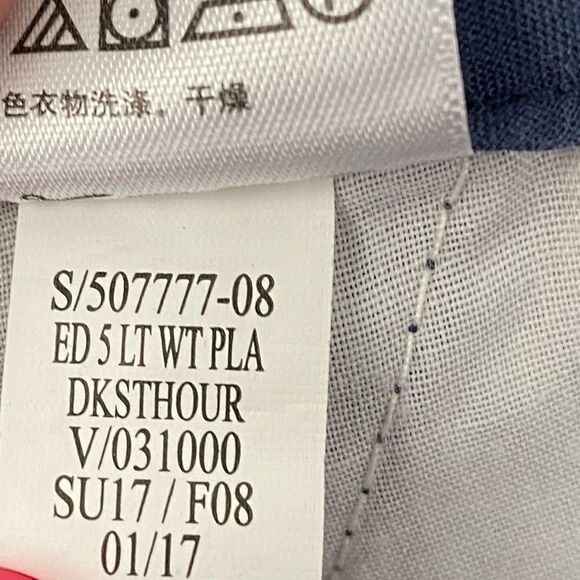 色衣物洗涤。干燥
S/507777-08
ED 5 LT WT PLA
DKSTHOUR
V/031000
SU17 / F08
01/17